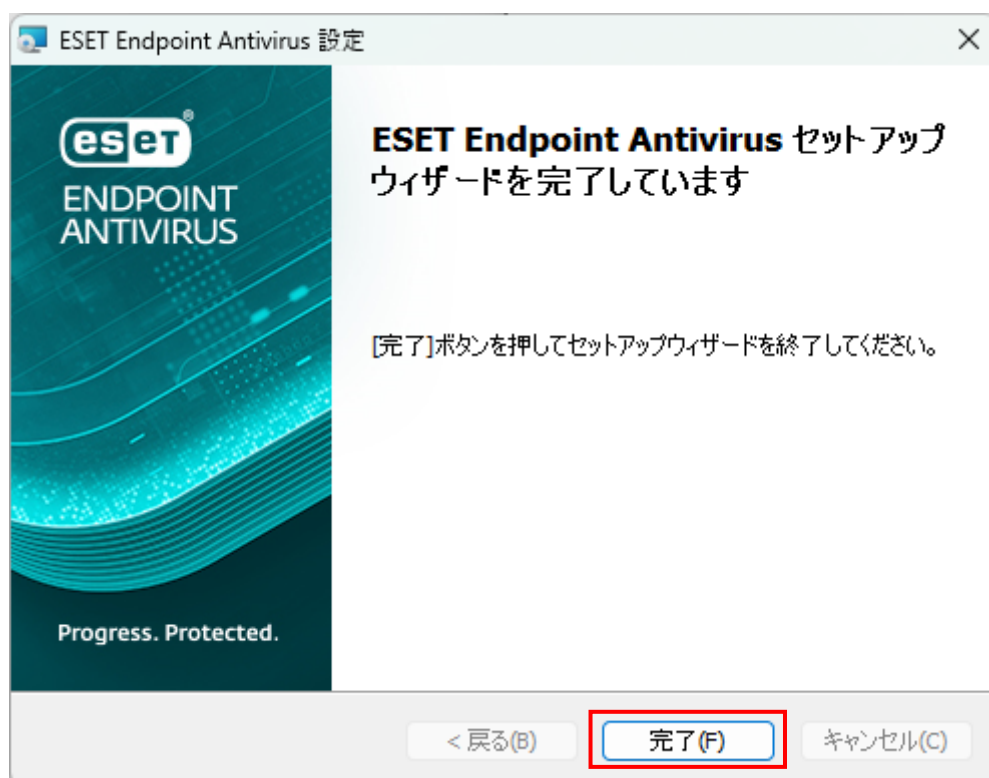 ESET Endpoint Antivirus 設定
eset®
ENDPOINT
ANTIVIRUS
Progress. Protected.
ESET Endpoint Antivirus セットアップ
ウィザードを完了しています
[完了]ボタンを押してセットアップウィザードを終了してください。
< 戻る(B)
完了(F)
キャンセル(C)